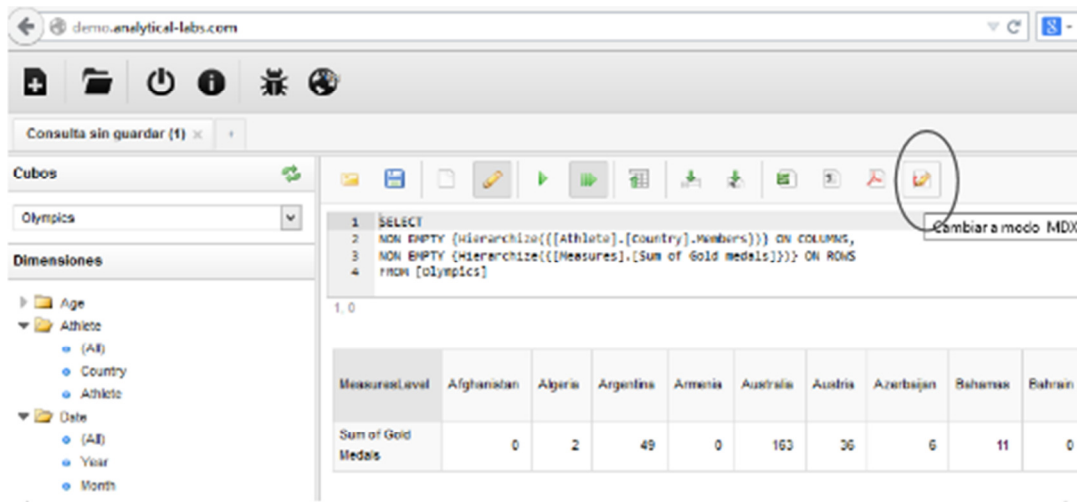 demo.analytical-labs.com
Consulta sin guardar (1) ×
Cubos
Olympics
Dimensiones
Age
Athlete
(All)
Country
Athlete
Date
(All)
Year
Month
Cambiar a modo MDX
1 SELECT
2 NON EMPTY {Hierarchize({[Athlete].[Country].Members})} ON COLUMNS,
3 NON EMPTY {Hierarchize({[Measures].[Sum of Gold medals]})} ON ROWS
4 FROM [Olympics]
1, 0
MeasuresLevel Afghanistan Algeria Argentina Armenia Australia Austria Azerbaijan Bahamas Bahrain
Sum of Gold Medals 0 2 49 0 163 36 6 11 0